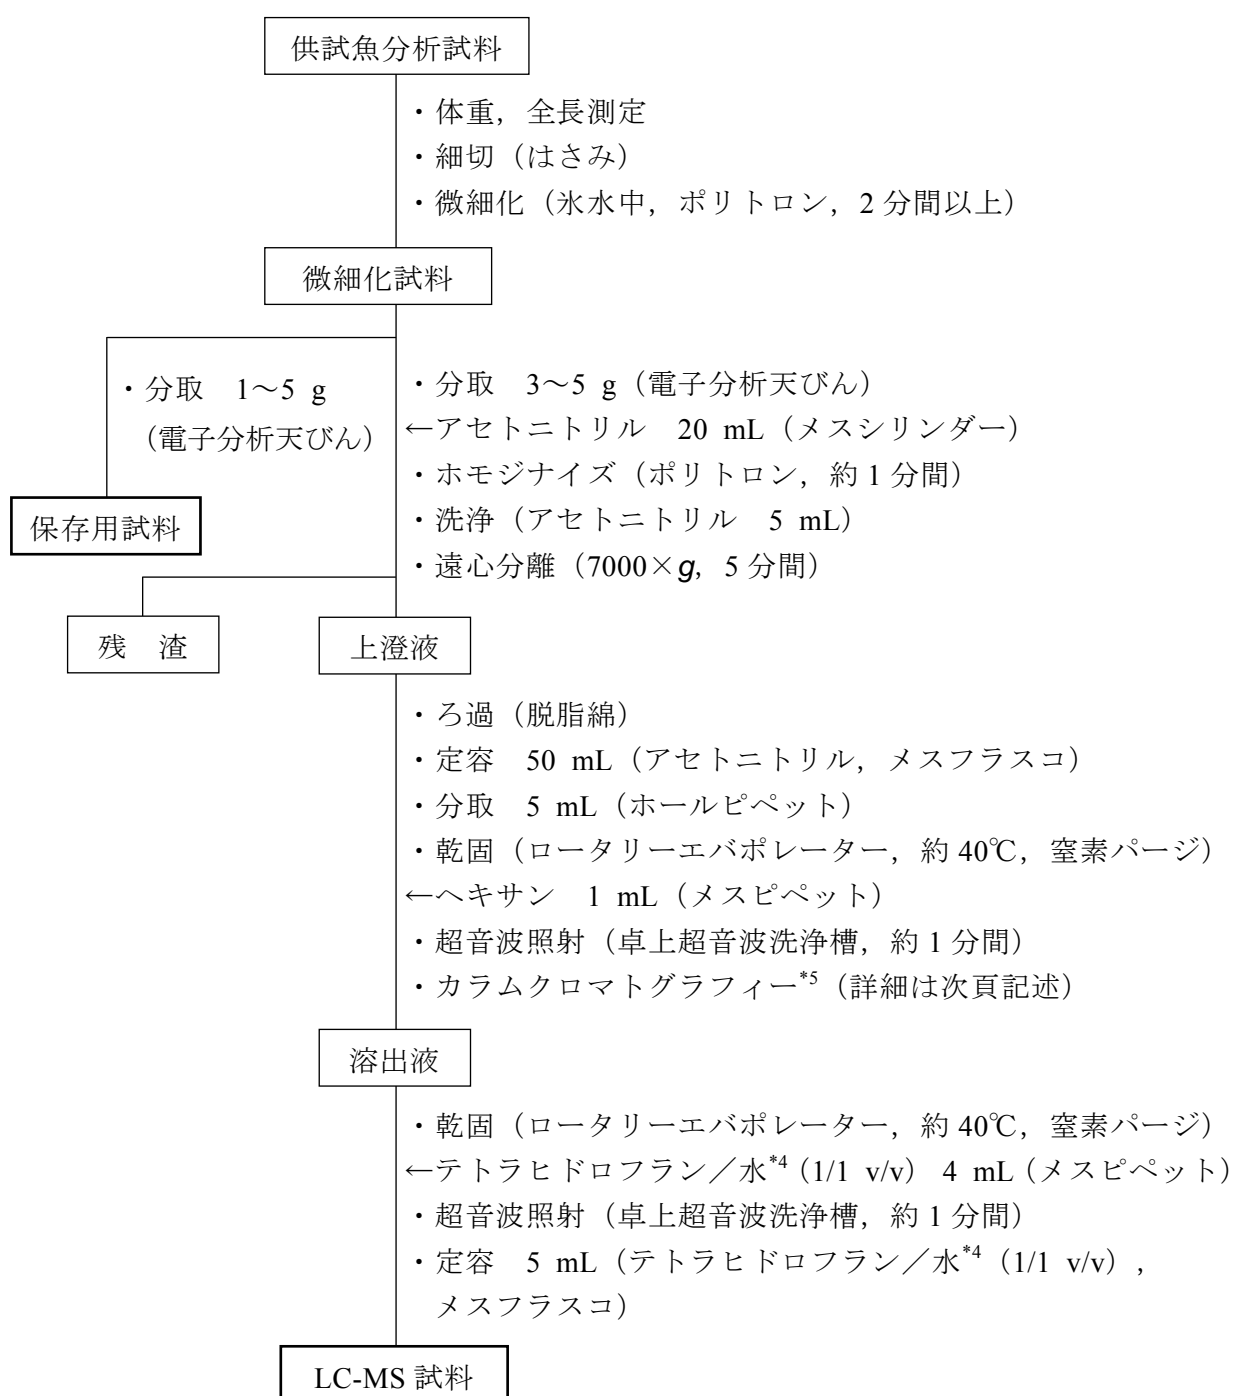 供試魚分析試料
・体重，全長測定
・細切（はさみ）
・微細化（氷水中，ポリトロン，2 分間以上）
微細化試料
・分取　1～5 g
（電子分析天びん）
保存用試料
・分取　3～5 g（電子分析天びん）
←アセトニトリル　20 mL（メスシリンダー）
・ホモジナイズ（ポリトロン，約 1 分間）
・洗浄（アセトニトリル　5 mL）
・遠心分離（7000×g，5 分間）
残　渣
上澄液
・ろ過（脱脂綿）
・定容　50 mL（アセトニトリル，メスフラスコ）
・分取　5 mL（ホールピペット）
・乾固（ロータリーエバポレーター，約 40℃，窒素パージ）
←ヘキサン　1 mL（メスピペット）
・超音波照射（卓上超音波洗浄槽，約 1 分間）
・カラムクロマトグラフィー*5（詳細は次頁記述）
溶出液
・乾固（ロータリーエバポレーター，約 40℃，窒素パージ）
←テトラヒドロフラン／水*4（1/1 v/v）　4 mL（メスピペット）
・超音波照射（卓上超音波洗浄槽，約 1 分間）
・定容　5 mL（テトラヒドロフラン／水*4（1/1 v/v），
メスフラスコ）
LC-MS 試料